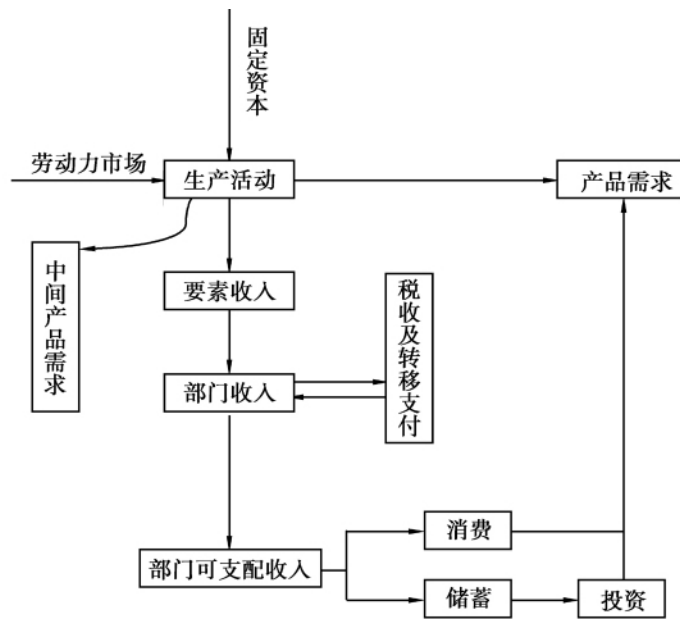 固定资本
劳动力市场
生产活动
产品需求
中间产品需求
要素收入
税收及转移支付
部门收入
消费
部门可支配收入
储蓄
投资